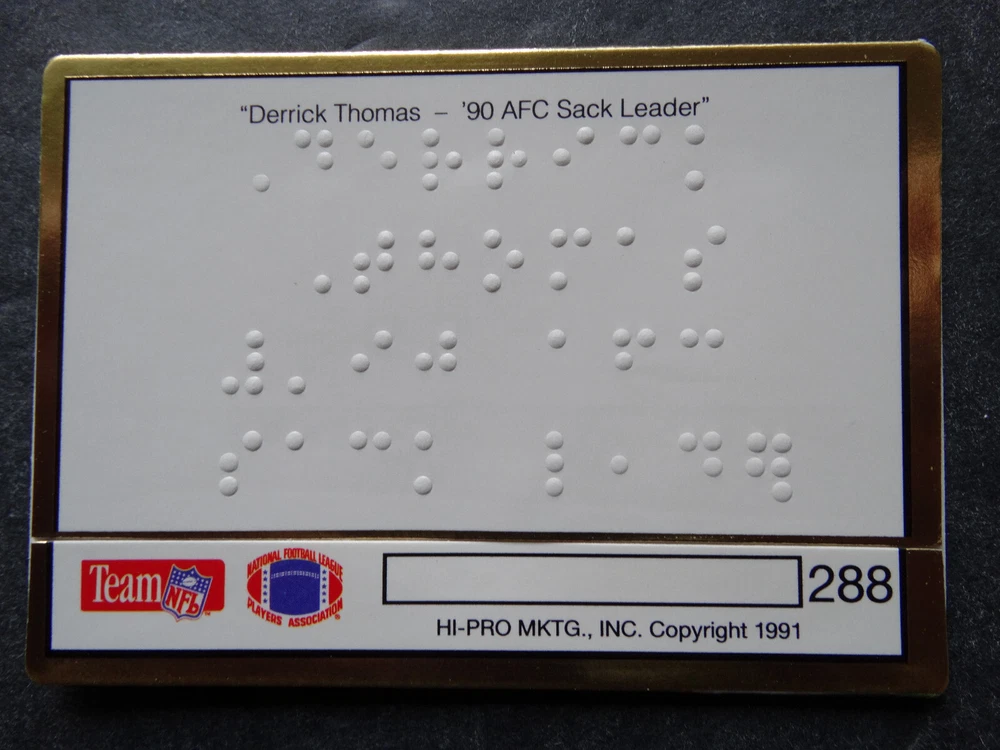 “Derrick Thomas – ’90 AFC Sack Leader”
⠠⠙⠑⠗⠗⠊⠉⠅
⠠⠞⠓⠕⠍⠁⠎
⠼⠄⠊⠚ ⠁⠋⠉
⠎⠁⠉⠅ ⠇⠂⠙⠻
Team NFL
NATIONAL FOOTBALL LEAGUE
PLAYERS ASSOCIATION
288
HI-PRO MKTG., INC. Copyright 1991